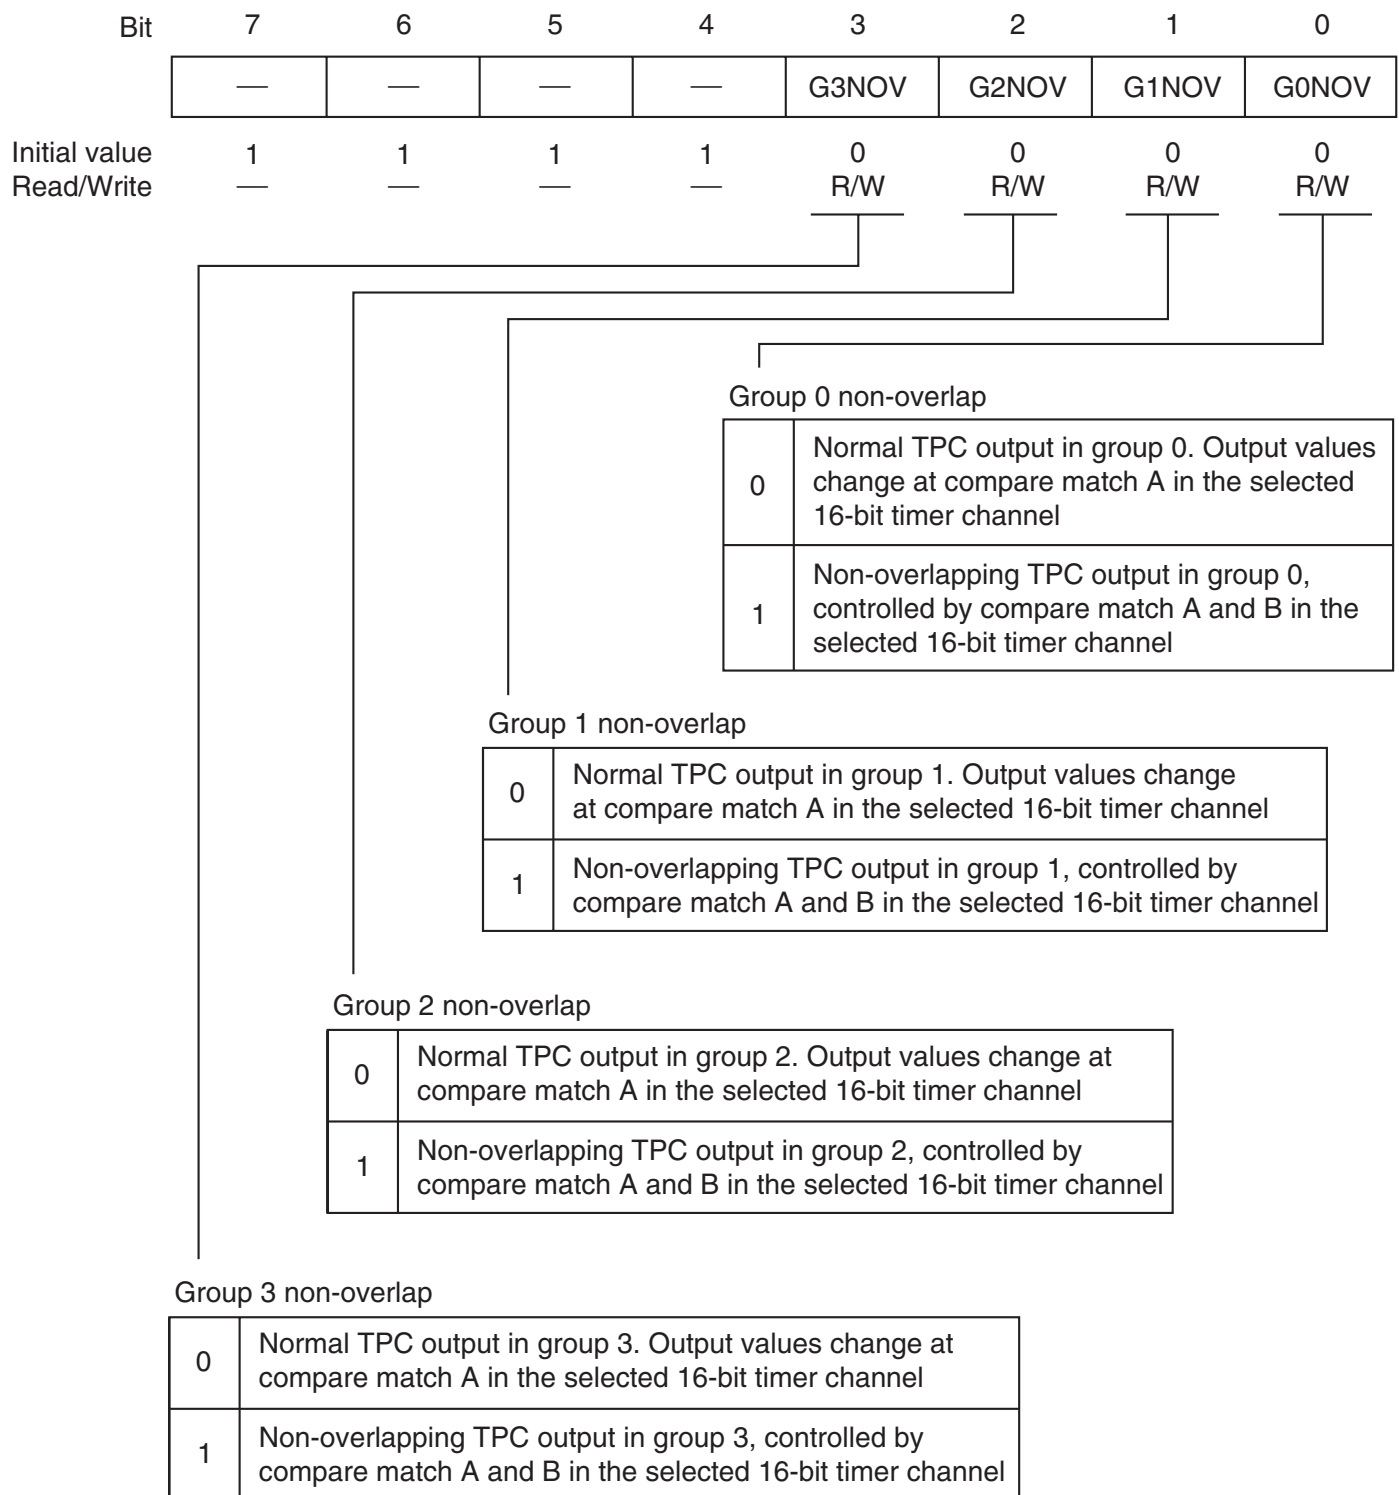 Bit 7 6 5 4 3 2 1 0
— — — — G3NOV G2NOV G1NOV G0NOV
Initial value 1 1 1 1 0 0 0 0
Read/Write — — — — R/W R/W R/W R/W
Group 0 non-overlap
0 Normal TPC output in group 0. Output values
change at compare match A in the selected
16-bit timer channel
1 Non-overlapping TPC output in group 0,
controlled by compare match A and B in the
selected 16-bit timer channel
Group 1 non-overlap
0 Normal TPC output in group 1. Output values change
at compare match A in the selected 16-bit timer channel
1 Non-overlapping TPC output in group 1, controlled by
compare match A and B in the selected 16-bit timer channel
Group 2 non-overlap
0 Normal TPC output in group 2. Output values change at
compare match A in the selected 16-bit timer channel
1 Non-overlapping TPC output in group 2, controlled by
compare match A and B in the selected 16-bit timer channel
Group 3 non-overlap
0 Normal TPC output in group 3. Output values change at
compare match A in the selected 16-bit timer channel
1 Non-overlapping TPC output in group 3, controlled by
compare match A and B in the selected 16-bit timer channel